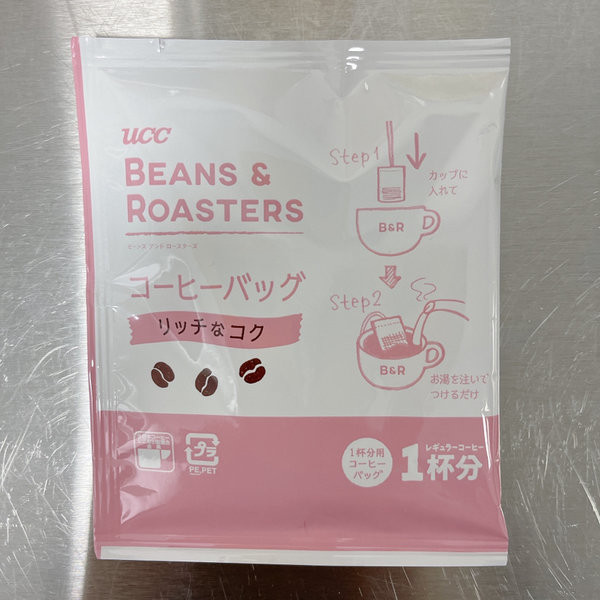 UCC
BEANS &
ROASTERS
ビーンズ アンド ロースターズ
コーヒーバッグ
リッチなコク
Step1
カップに
入れて
B&R
Step2
B&R
お湯を注いで
つけるだけ
プラ
PE,PET
1杯分用
コーヒー
バッグ
レギュラーコーヒー
1杯分